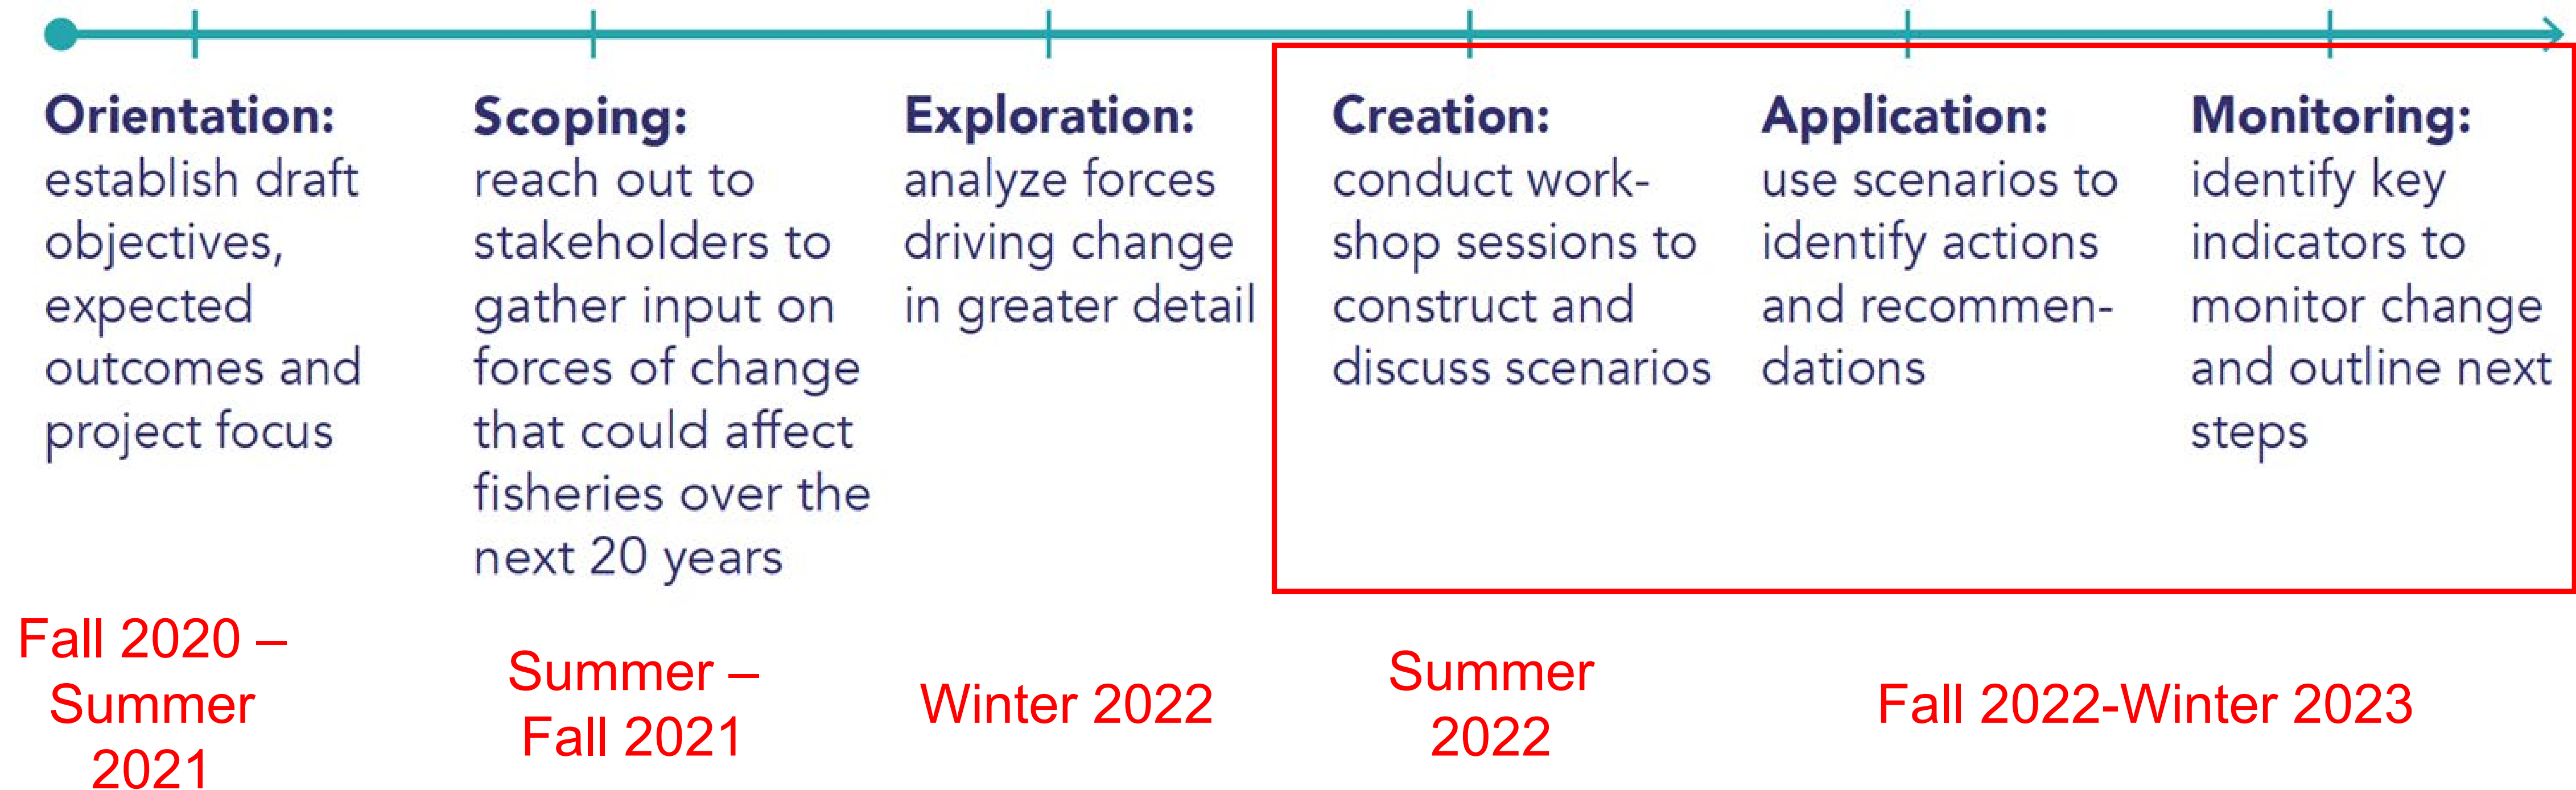 Orientation:
establish draft
objectives,
expected
outcomes and
project focus
Scoping:
reach out to
stakeholders to
gather input on
forces of change
that could affect
fisheries over the
next 20 years
Exploration:
analyze forces
driving change
in greater detail
Creation:
conduct work-
shop sessions to
construct and
discuss scenarios
Application:
use scenarios to
identify actions
and recommen-
dations
Monitoring:
identify key
indicators to
monitor change
and outline next
steps
Fall 2020 –
Summer
2021
Summer –
Fall 2021
Winter 2022
Summer
2022
Fall 2022-Winter 2023